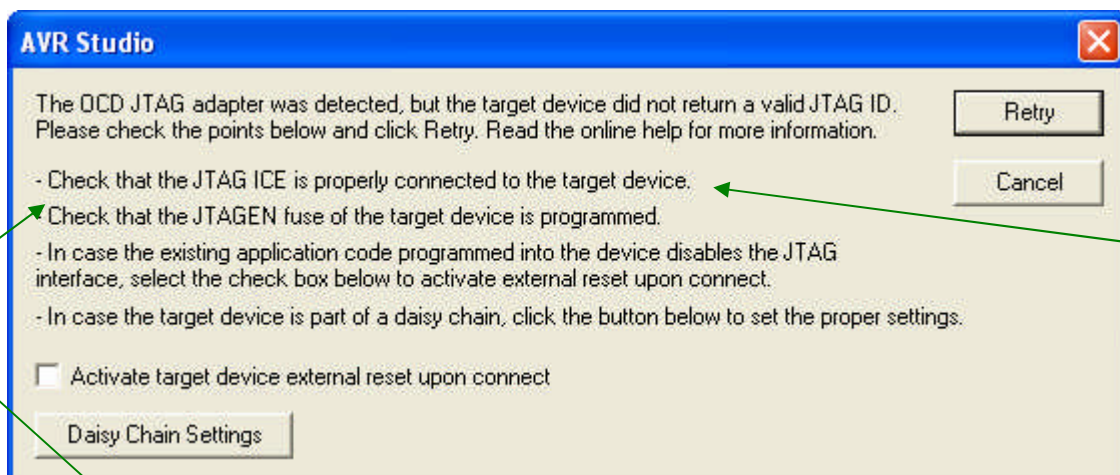 AVR Studio
The OCD JTAG adapter was detected, but the target device did not return a valid JTAG ID.
Please check the points below and click Retry. Read the online help for more information.
Retry
- Check that the JTAG ICE is properly connected to the target device.
Cancel
- Check that the JTAGEN fuse of the target device is programmed.
- In case the existing application code programmed into the device disables the JTAG
interface, select the check box below to activate external reset upon connect.
- In case the target device is part of a daisy chain, click the button below to set the proper settings.
Activate target device external reset upon connect
Daisy Chain Settings